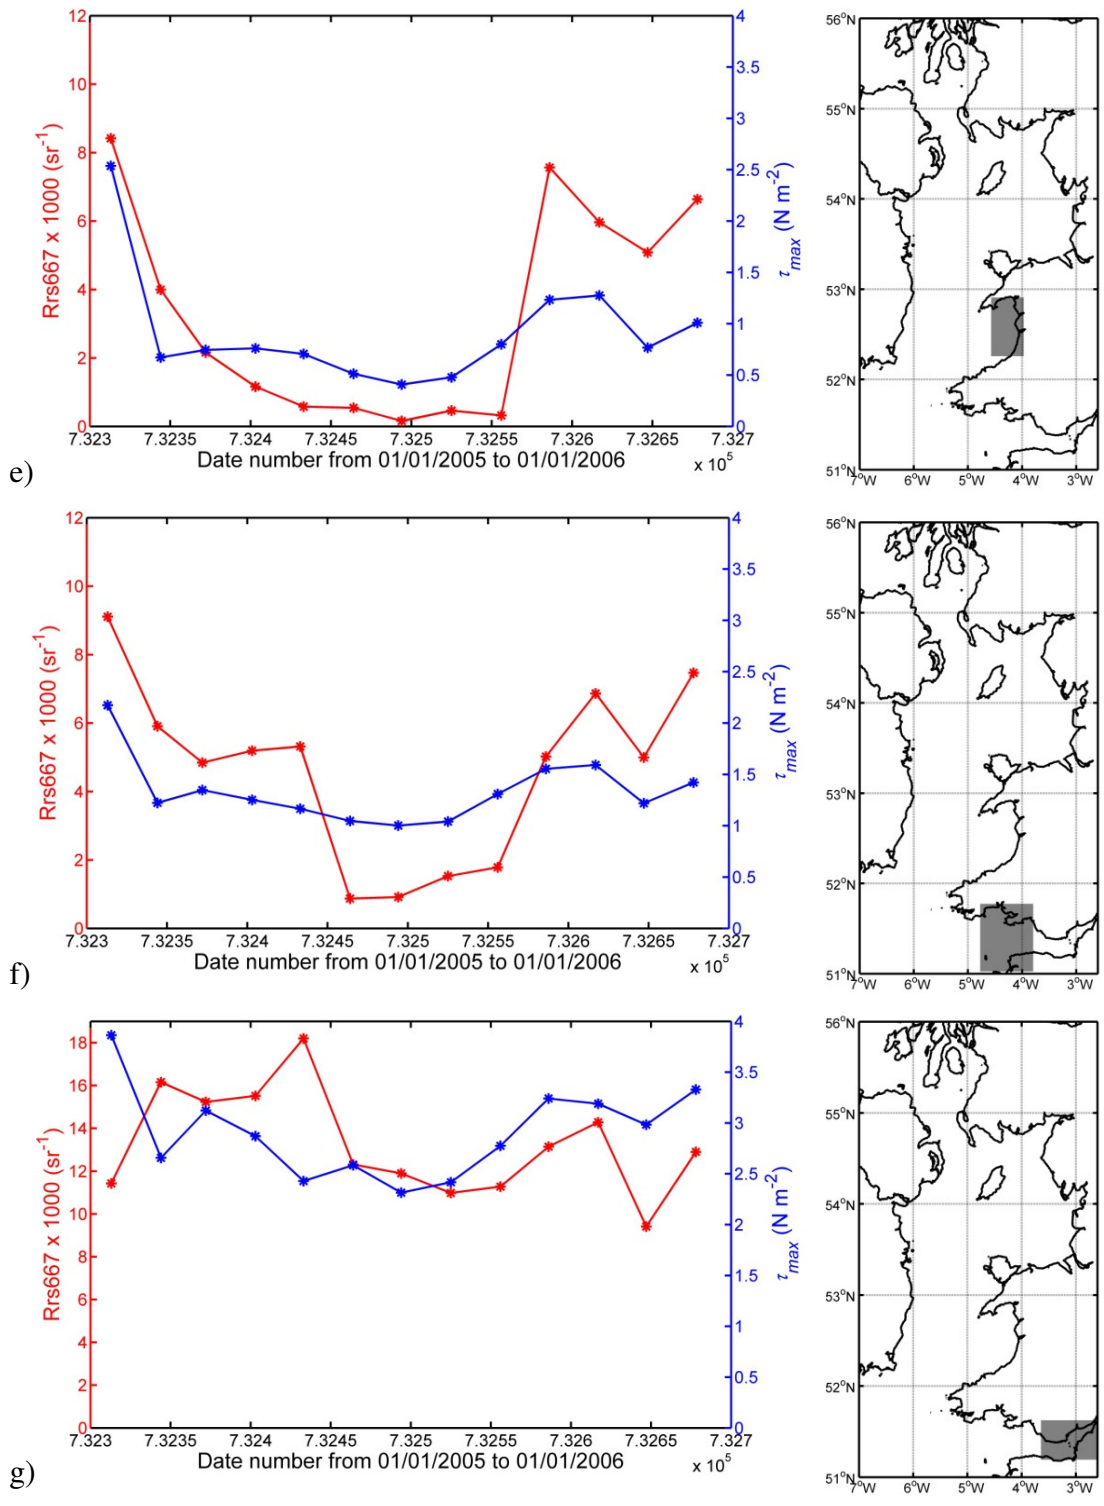 12
10
8
6
4
2
0
Rrs667 x 1000 (sr-1)
4
3.5
3
2.5
2
1.5
1
0.5
0
τmax (N m-2)
7.323 7.3235 7.324 7.3245 7.325 7.3255 7.326 7.3265 7.327
Date number from 01/01/2005 to 01/01/2006 x 10^5
e)
56°N
55°N
54°N
53°N
52°N
51°N
7°W 6°W 5°W 4°W 3°W
12
10
8
6
4
2
0
Rrs667 x 1000 (sr-1)
4
3.5
3
2.5
2
1.5
1
0.5
0
τmax (N m-2)
7.323 7.3235 7.324 7.3245 7.325 7.3255 7.326 7.3265 7.327
Date number from 01/01/2005 to 01/01/2006 x 10^5
f)
56°N
55°N
54°N
53°N
52°N
51°N
7°W 6°W 5°W 4°W 3°W
18
16
14
12
10
8
6
4
2
0
Rrs667 x 1000 (sr-1)
4
3.5
3
2.5
2
1.5
1
0.5
0
τmax (N m-2)
7.323 7.3235 7.324 7.3245 7.325 7.3255 7.326 7.3265 7.327
Date number from 01/01/2005 to 01/01/2006 x 10^5
g)
56°N
55°N
54°N
53°N
52°N
51°N
7°W 6°W 5°W 4°W 3°W